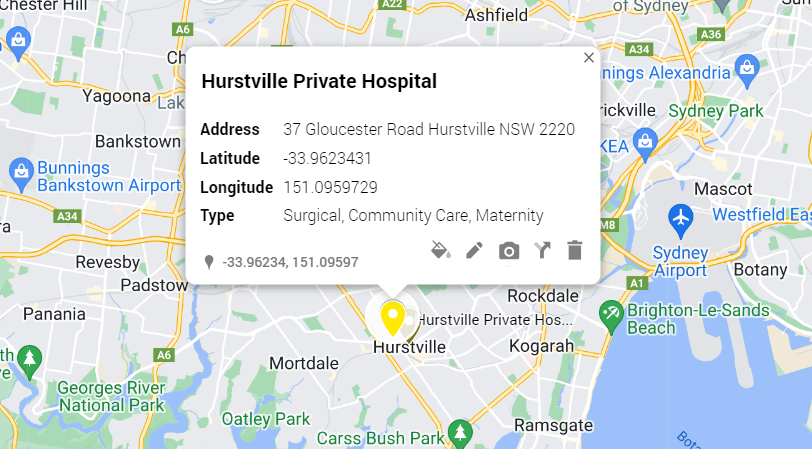 Chester Hill
A22
Ashfield
of Sydney
A6
A34
A36
Hurstville Private Hospital
nnings Alexandria
Yagoona
rickville
Sydney Park
Address 37 Gloucester Road Hurstville NSW 2220
Bankstown
Latitude -33.9623431
KEA
Bunnings
Bankstown Airport
Longitude 151.0959729
Mascot
A34
Type Surgical, Community Care, Maternity
Westfield Eas
M8
Sydney
Airport
Revesby
-33.96234, 151.09597
Botany
Padstow
A1
Rockdale
Panania
Brighton-Le-Sands
Beach
Hurstville Private Hos...
Hurstville
Kogarah
A6
Mordale
Georges River
National Park
Oatley Park
Carss Bush Park
Ramsgate
Bota